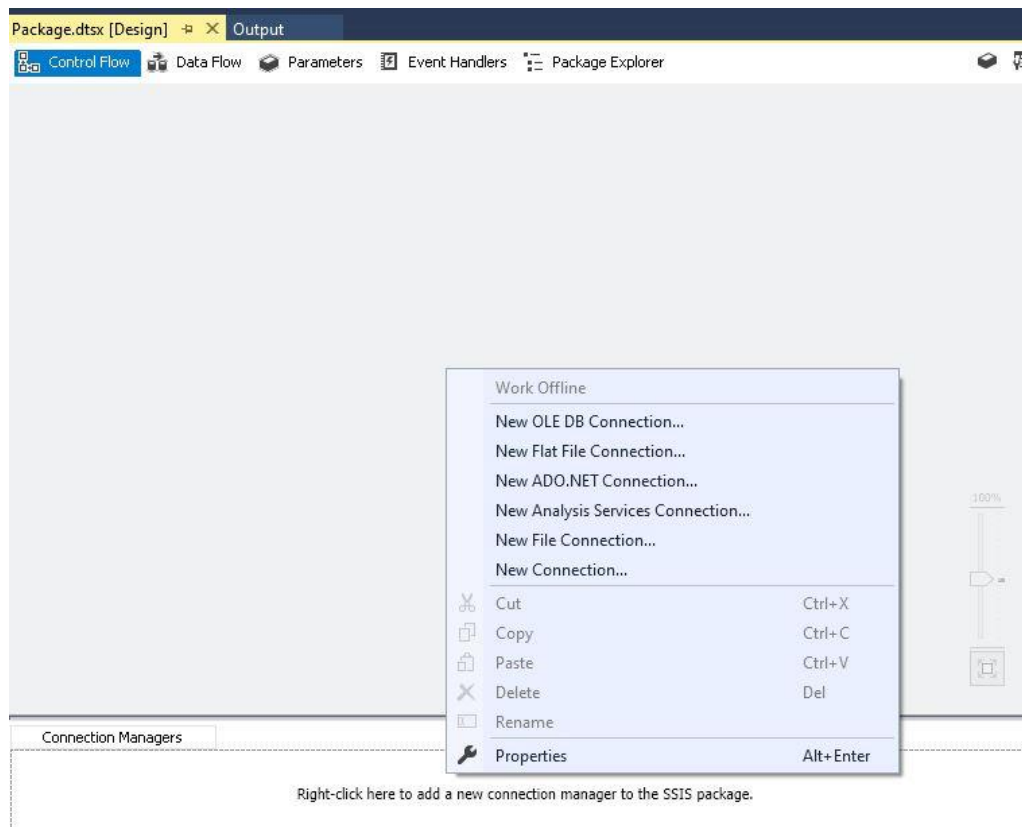 Package.dtsx [Design] Output
Control Flow Data Flow Parameters Event Handlers Package Explorer
Work Offline
New OLE DB Connection...
New Flat File Connection...
New ADO.NET Connection...
New Analysis Services Connection...
New File Connection...
New Connection...
100%
Cut Ctrl+X
Copy Ctrl+C
Paste Ctrl+V
Delete Del
Rename
Connection Managers
Properties Alt+Enter
Right-click here to add a new connection manager to the SSIS package.